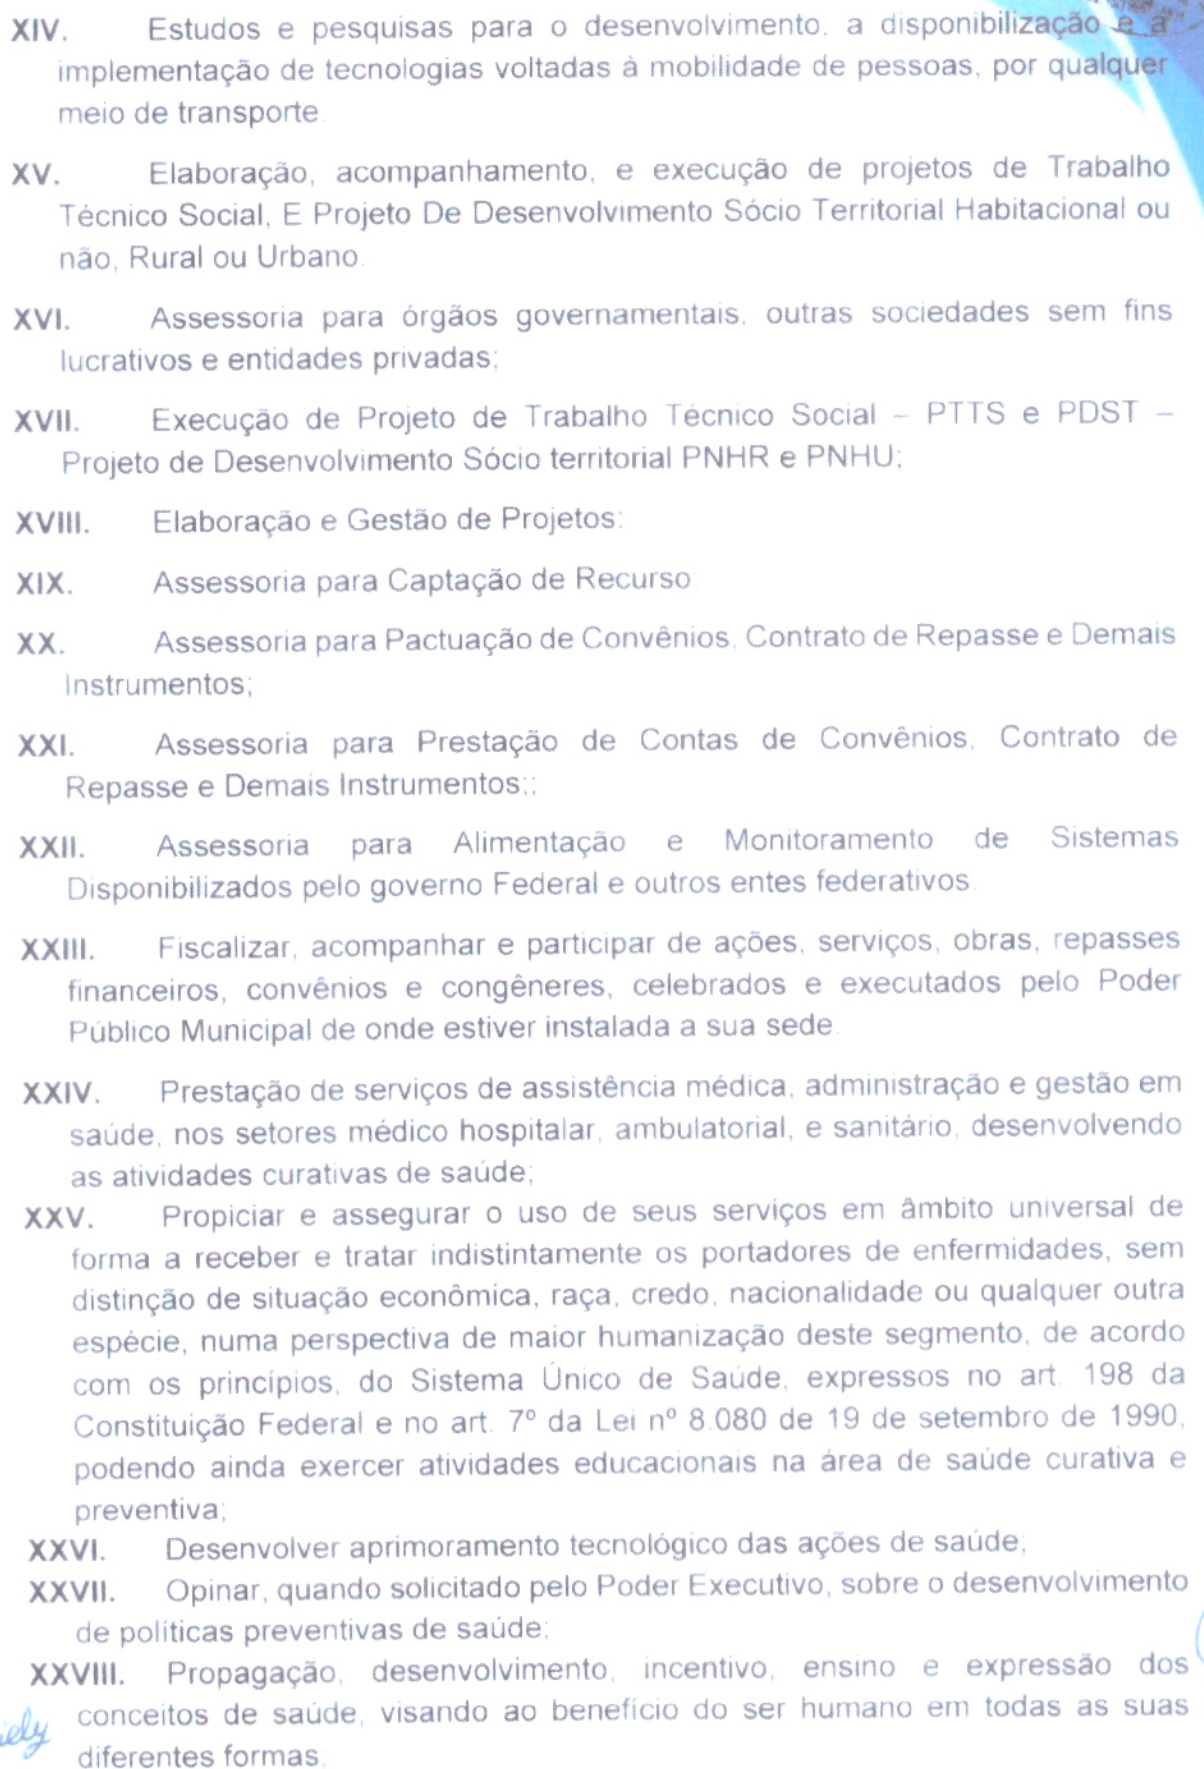 XIV. Estudos e pesquisas para o desenvolvimento, a disponibilização e a
implementação de tecnologias voltadas à mobilidade de pessoas, por qualquer
meio de transporte.
XV. Elaboração, acompanhamento, e execução de projetos de Trabalho
Técnico Social, E Projeto De Desenvolvimento Sócio Territorial Habitacional ou
não, Rural ou Urbano.
XVI. Assessoria para órgãos governamentais, outras sociedades sem fins
lucrativos e entidades privadas;
XVII. Execução de Projeto de Trabalho Técnico Social – PTTS e PDST –
Projeto de Desenvolvimento Sócio territorial PNHR e PNHU;
XVIII. Elaboração e Gestão de Projetos;
XIX. Assessoria para Captação de Recurso
XX. Assessoria para Pactuação de Convênios, Contrato de Repasse e Demais
Instrumentos;
XXI. Assessoria para Prestação de Contas de Convênios, Contrato de
Repasse e Demais Instrumentos;;
XXII. Assessoria para Alimentação e Monitoramento de Sistemas
Disponibilizados pelo governo Federal e outros entes federativos.
XXIII. Fiscalizar, acompanhar e participar de ações, serviços, obras, repasses
financeiros, convênios e congêneres, celebrados e executados pelo Poder
Público Municipal de onde estiver instalada a sua sede.
XXIV. Prestação de serviços de assistência médica, administração e gestão em
saúde, nos setores médico hospitalar, ambulatorial, e sanitário, desenvolvendo
as atividades curativas de saúde;
XXV. Propiciar e assegurar o uso de seus serviços em âmbito universal de
forma a receber e tratar indistintamente os portadores de enfermidades, sem
distinção de situação econômica, raça, credo, nacionalidade ou qualquer outra
espécie, numa perspectiva de maior humanização deste segmento, de acordo
com os princípios, do Sistema Único de Saúde, expressos no art. 198 da
Constituição Federal e no art. 7º da Lei nº 8.080 de 19 de setembro de 1990,
podendo ainda exercer atividades educacionais na área de saúde curativa e
preventiva;
XXVI. Desenvolver aprimoramento tecnológico das ações de saúde;
XXVII. Opinar, quando solicitado pelo Poder Executivo, sobre o desenvolvimento
de políticas preventivas de saúde;
XXVIII. Propagação, desenvolvimento, incentivo, ensino e expressão dos
conceitos de saúde, visando ao benefício do ser humano em todas as suas
diferentes formas;